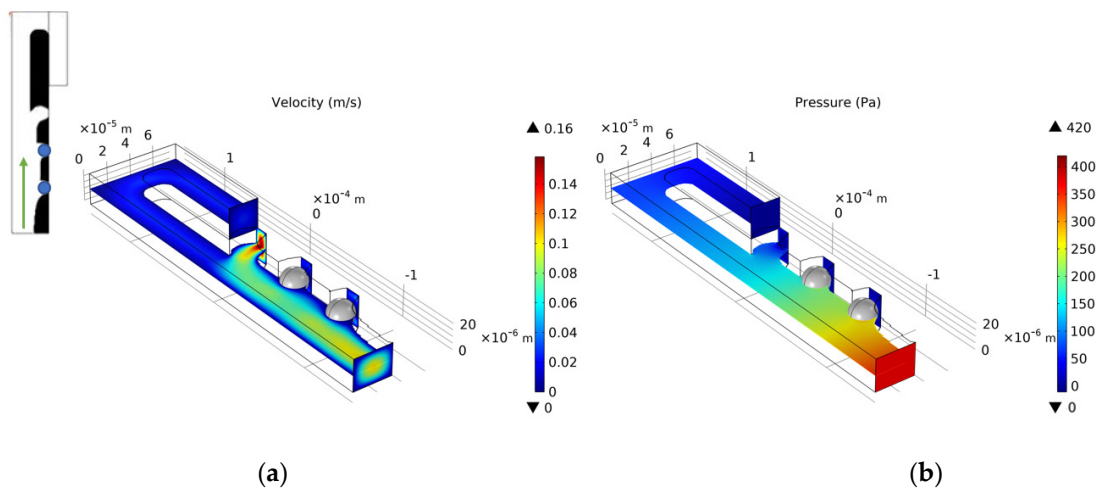 Velocity (m/s)
×10⁻⁵ m
0 2 4 6
1
0
×10⁻⁴ m
-1
20
0 ×10⁻⁶ m
▲ 0.16
0.14
0.12
0.1
0.08
0.06
0.04
0.02
0
▼ 0
(a)
Pressure (Pa)
×10⁻⁵ m
0 2 4 6
1
0
×10⁻⁴ m
-1
20
0 ×10⁻⁶ m
▲ 420
400
350
300
250
200
150
100
50
0
▼ 0
(b)